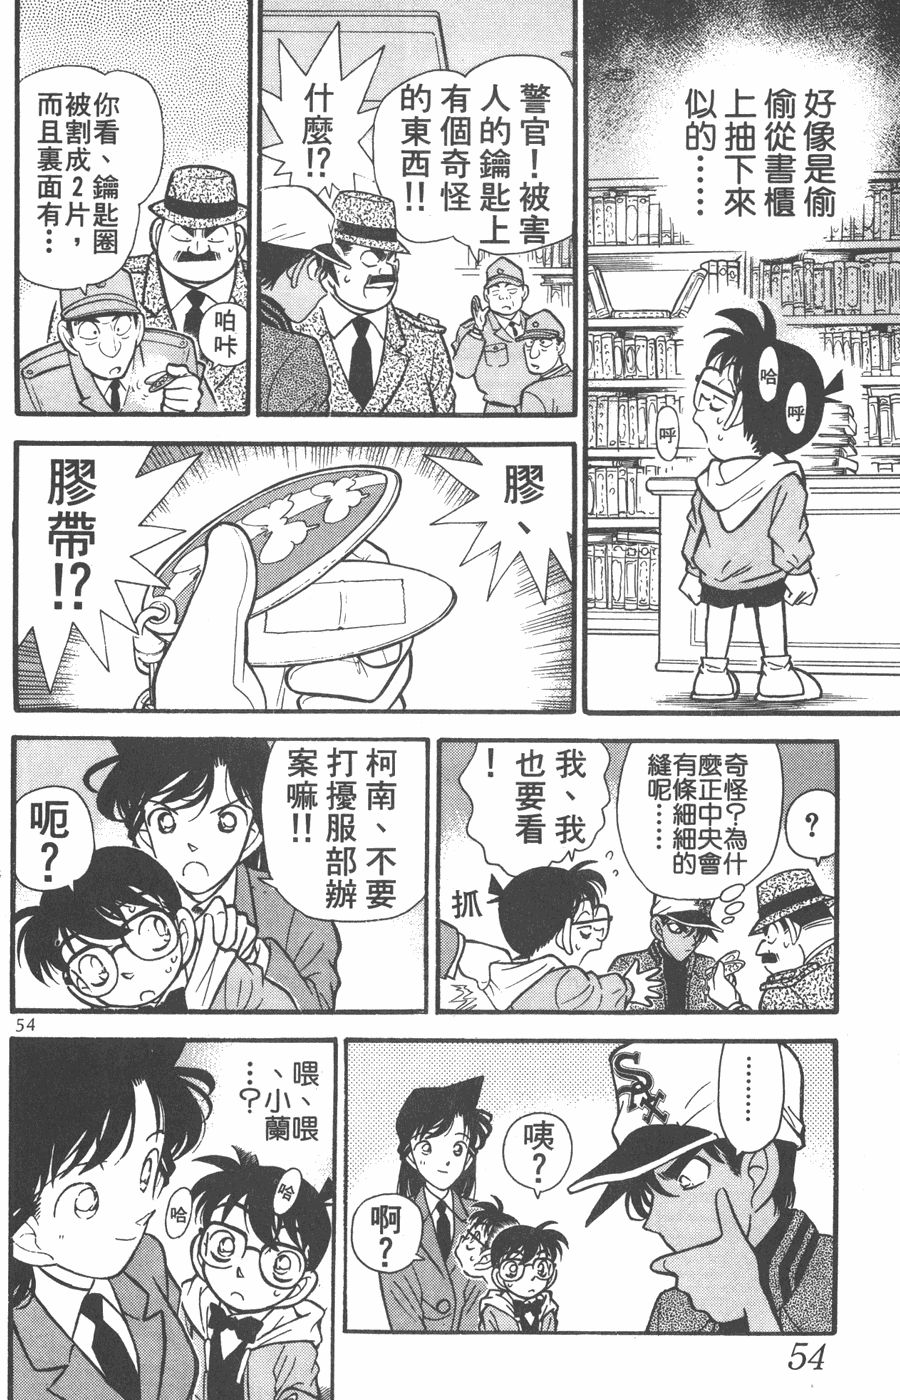 好像是偷
偷從書櫃
上抽下來
似的……
哈
呼
呼
警官！被害
人的鑰匙上
有個奇怪
的東西!!
什麼!?
你看、鑰匙圈
被割成2片，
而且裏面有…
咱咔
膠、
膠帶!?
？
奇怪?為什
麼正中央會
有條細細的
縫呢……
我、我
也要看
！
抓
柯南、不要
打擾服部辦
案嘛!!
呃？
54
………
SOX
咦？
啊？
喂、喂
、小蘭
…？
哈
哈
54